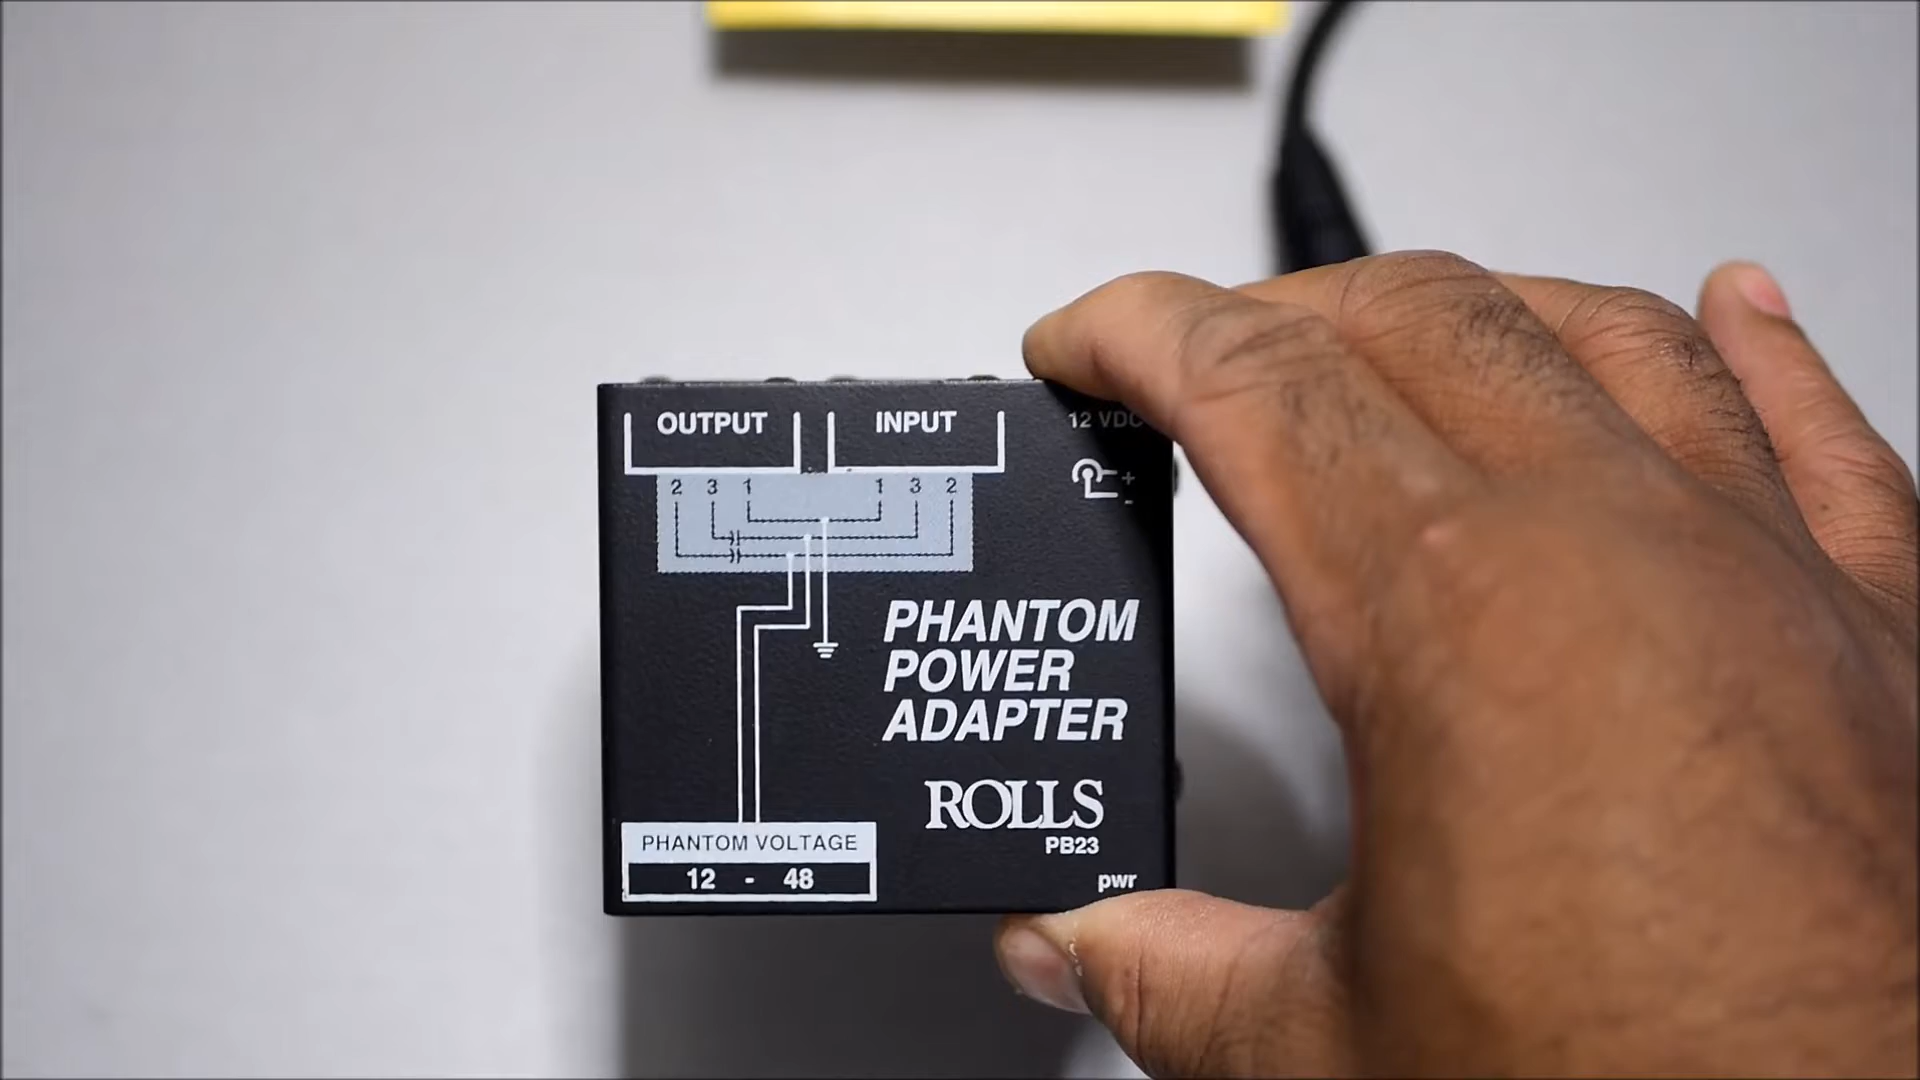 OUTPUT INPUT 12 VDC
2 3 1 1 3 2
+
-
PHANTOM
POWER
ADAPTER
ROLLS
PB23
PHANTOM VOLTAGE
12 - 48
pwr